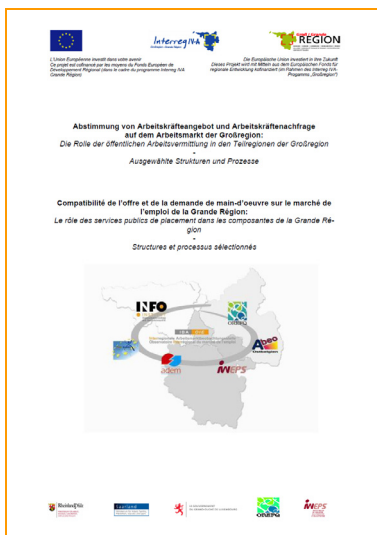 Interreg IV A
REGION
L'Union Européenne investit dans votre avenir
Ce projet est cofinancé par les moyens du Fonds Européen de
Développement Régional (dans le cadre du programme Interreg IVA
Grande Région)
Die Europäische Union investiert in Ihre Zukunft
Dieses Projekt wird mit Mitteln aus dem Europäischen Fonds für
regionale Entwicklung kofinanziert (im Rahmen des Interreg IVA-
Programms „Großregion")
Abstimmung von Arbeitskräfteangebot und Arbeitskräftenachfrage
auf dem Arbeitsmarkt der Großregion:
Die Rolle der öffentlichen Arbeitsvermittlung in den Teilregionen der Großregion
-
Ausgewählte Strukturen und Prozesse
Compatibilité de l'offre et de la demande de main-d'oeuvre sur le marché de
l'emploi de la Grande Région:
Le rôle des services publics de placement dans les composantes de la Grande Ré-
gion
-
Structures et processus sélectionnés
INFO
IBA OIE
adem
IWEPS
RheinlandPfalz
SAARLAND
IWEPS